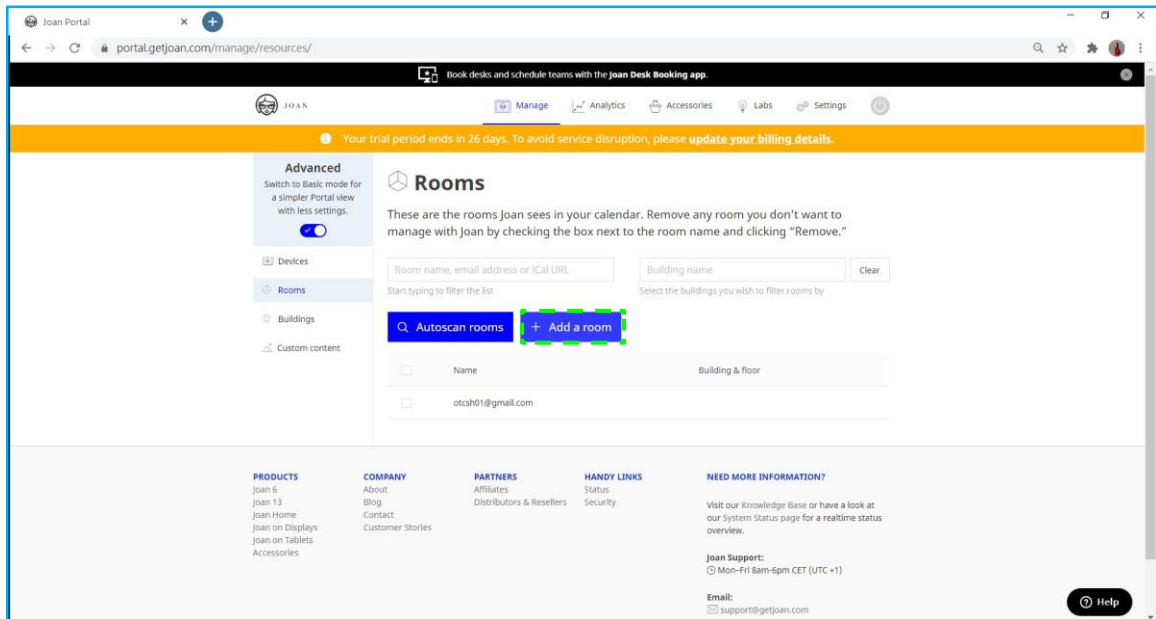 Joan Portal
portal.getjoan.com/manage/resources/
Book desks and schedule teams with the Joan Desk Booking app.
JOAN
Manage
Analytics
Accessories
Labs
Settings
Your trial period ends in 26 days. To avoid service disruption, please update your billing details.
Advanced
Switch to Basic mode for
a simpler Portal view
with less settings.
Devices
Rooms
Buildings
Custom content
Rooms
These are the rooms Joan sees in your calendar. Remove any room you don't want to
manage with Joan by checking the box next to the room name and clicking "Remove."
Room name, email address or iCal URL
Building name
Clear
Start typing to filter the list
Select the buildings you wish to filter rooms by
Autoscan rooms
+ Add a room
Name
Building & floor
otcsh01@gmail.com
PRODUCTS
Joan 6
Joan 13
Joan Home
Joan on Displays
Joan on Tablets
Accessories
COMPANY
About
Blog
Contact
Customer Stories
PARTNERS
Affiliates
Distributors & Resellers
HANDY LINKS
Status
Security
NEED MORE INFORMATION?
Visit our Knowledge Base or have a look at
our System Status page for a realtime status
overview.
Joan Support:
Mon–Fri 8am-6pm CET (UTC +1)
Email:
support@getjoan.com
Help